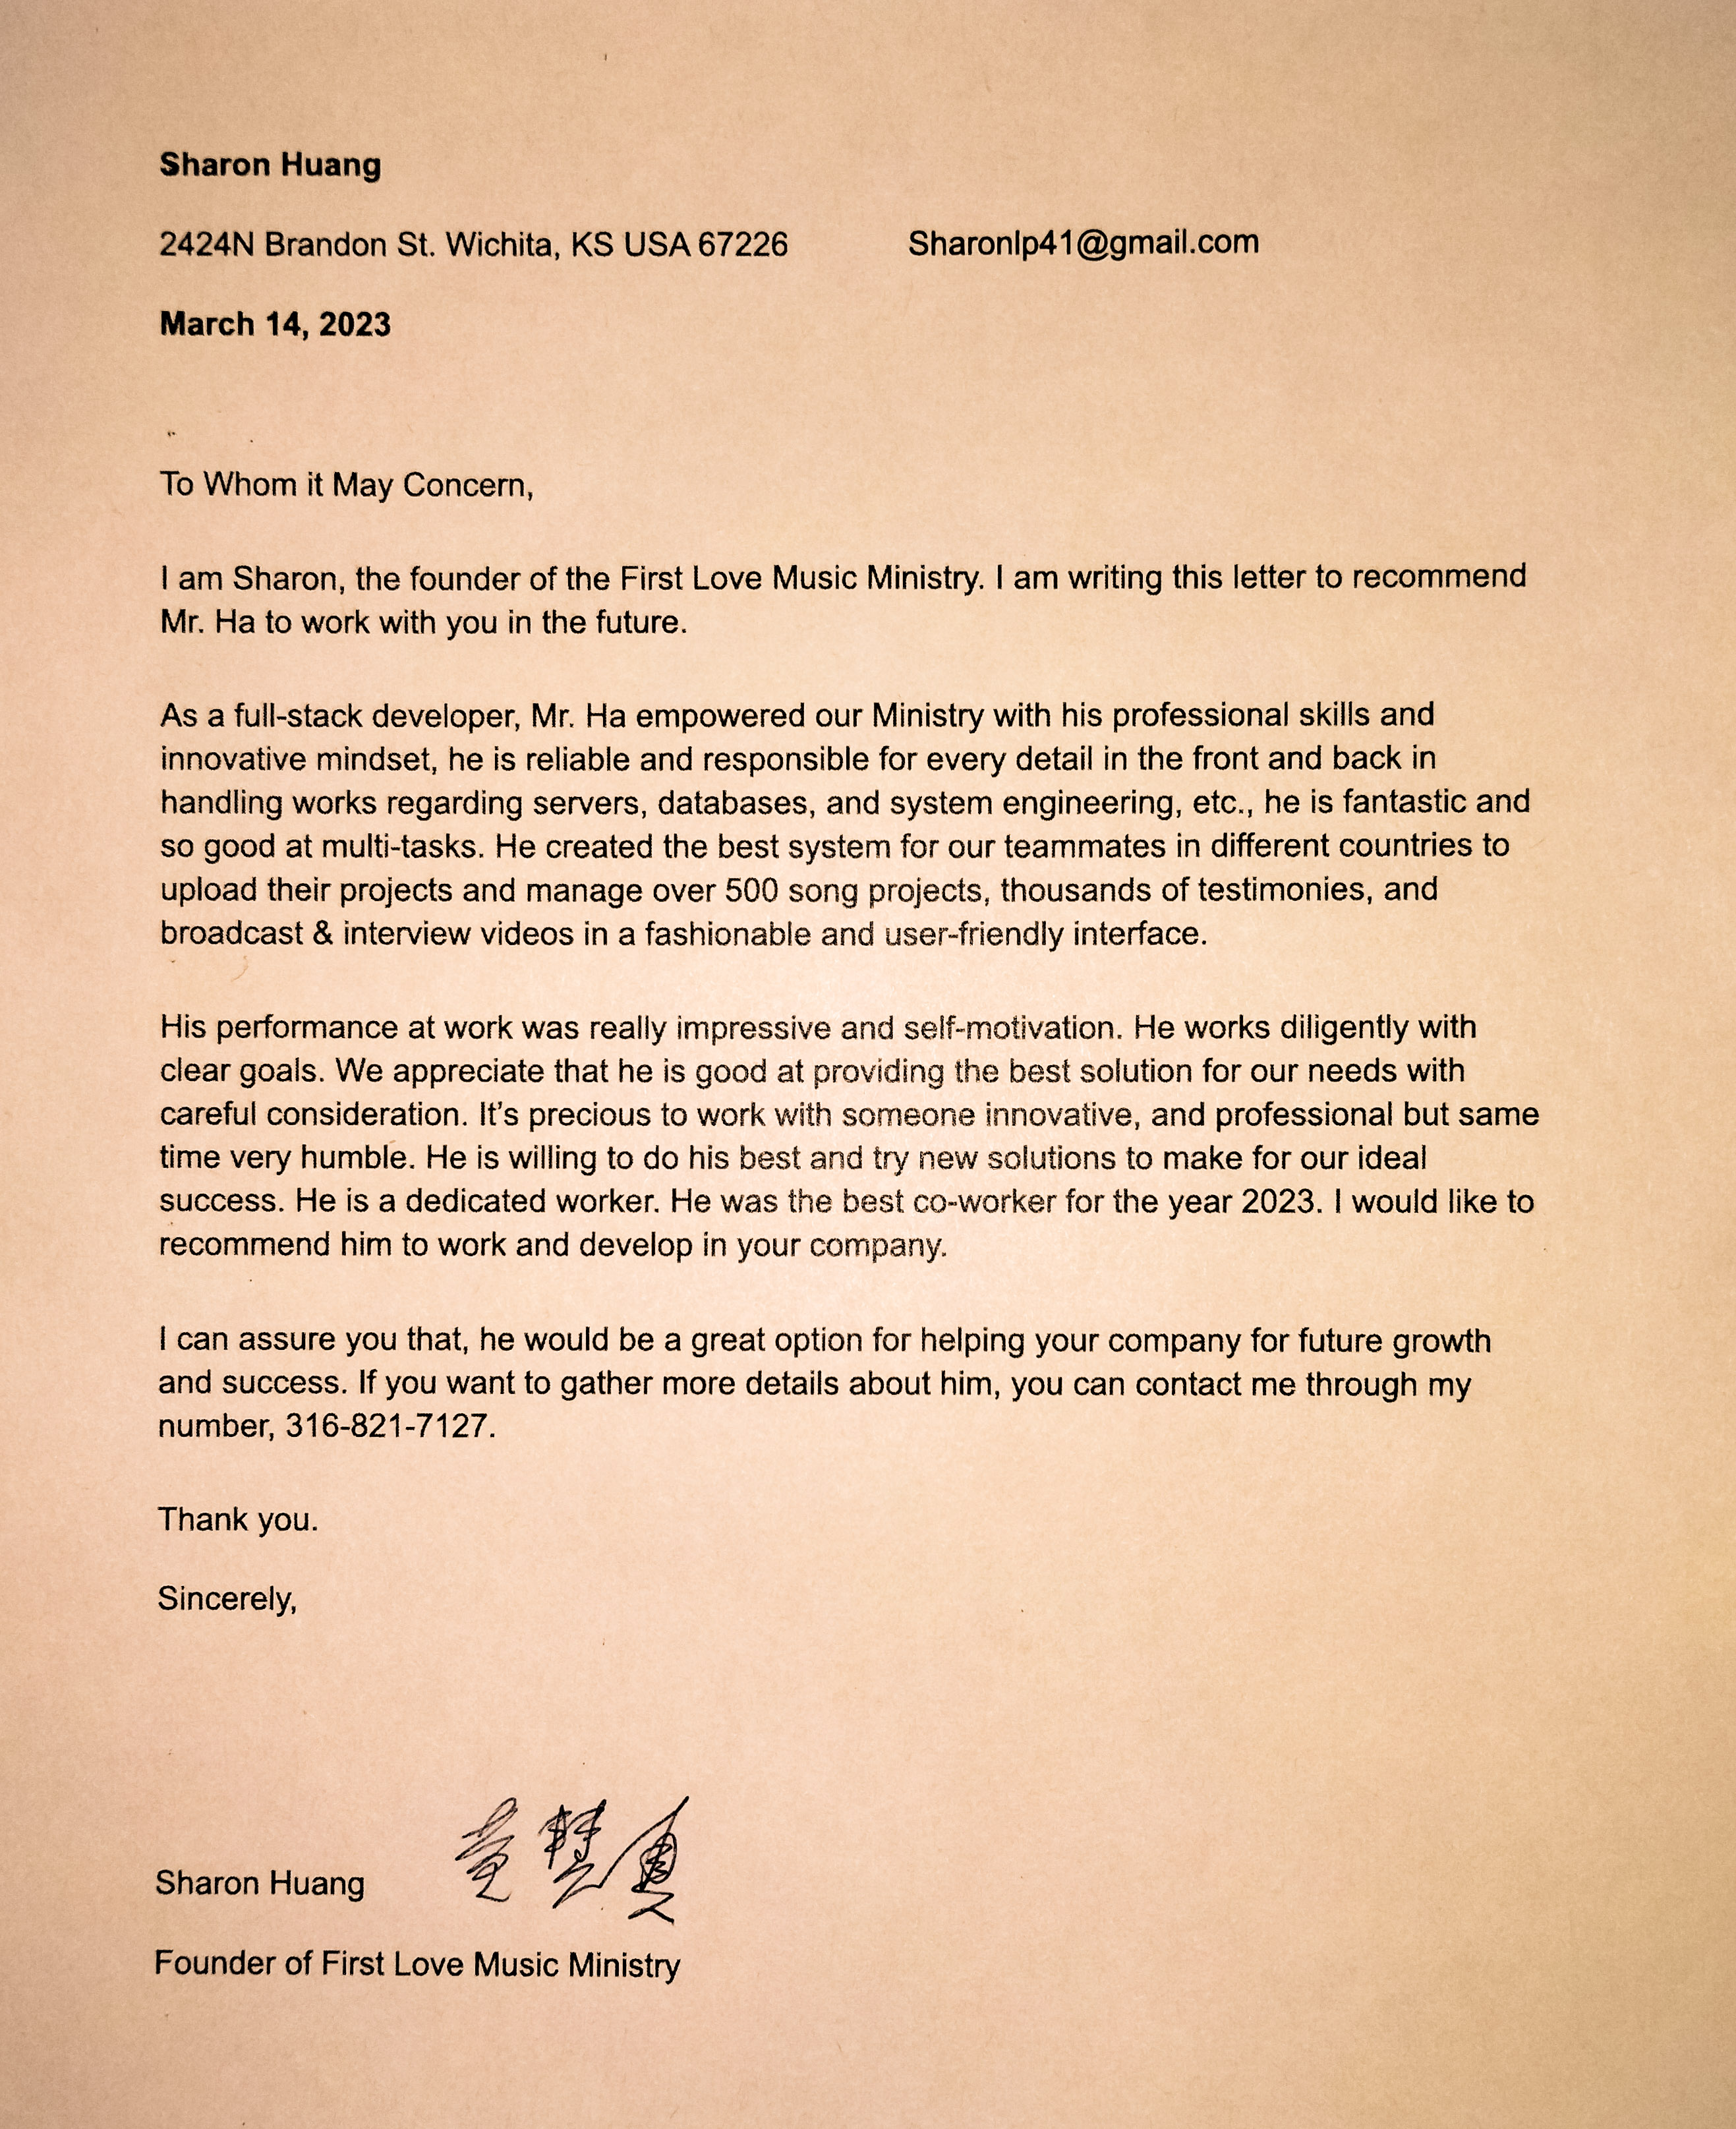 Sharon Huang
2424N Brandon St. Wichita, KS USA 67226 Sharonlp41@gmail.com
March 14, 2023
To Whom it May Concern,
I am Sharon, the founder of the First Love Music Ministry. I am writing this letter to recommend
Mr. Ha to work with you in the future.
As a full-stack developer, Mr. Ha empowered our Ministry with his professional skills and
innovative mindset, he is reliable and responsible for every detail in the front and back in
handling works regarding servers, databases, and system engineering, etc., he is fantastic and
so good at multi-tasks. He created the best system for our teammates in different countries to
upload their projects and manage over 500 song projects, thousands of testimonies, and
broadcast & interview videos in a fashionable and user-friendly interface.
His performance at work was really impressive and self-motivation. He works diligently with
clear goals. We appreciate that he is good at providing the best solution for our needs with
careful consideration. It’s precious to work with someone innovative, and professional but same
time very humble. He is willing to do his best and try new solutions to make for our ideal
success. He is a dedicated worker. He was the best co-worker for the year 2023. I would like to
recommend him to work and develop in your company.
I can assure you that, he would be a great option for helping your company for future growth
and success. If you want to gather more details about him, you can contact me through my
number, 316-821-7127.
Thank you.
Sincerely,
Sharon Huang 黃慧
Founder of First Love Music Ministry